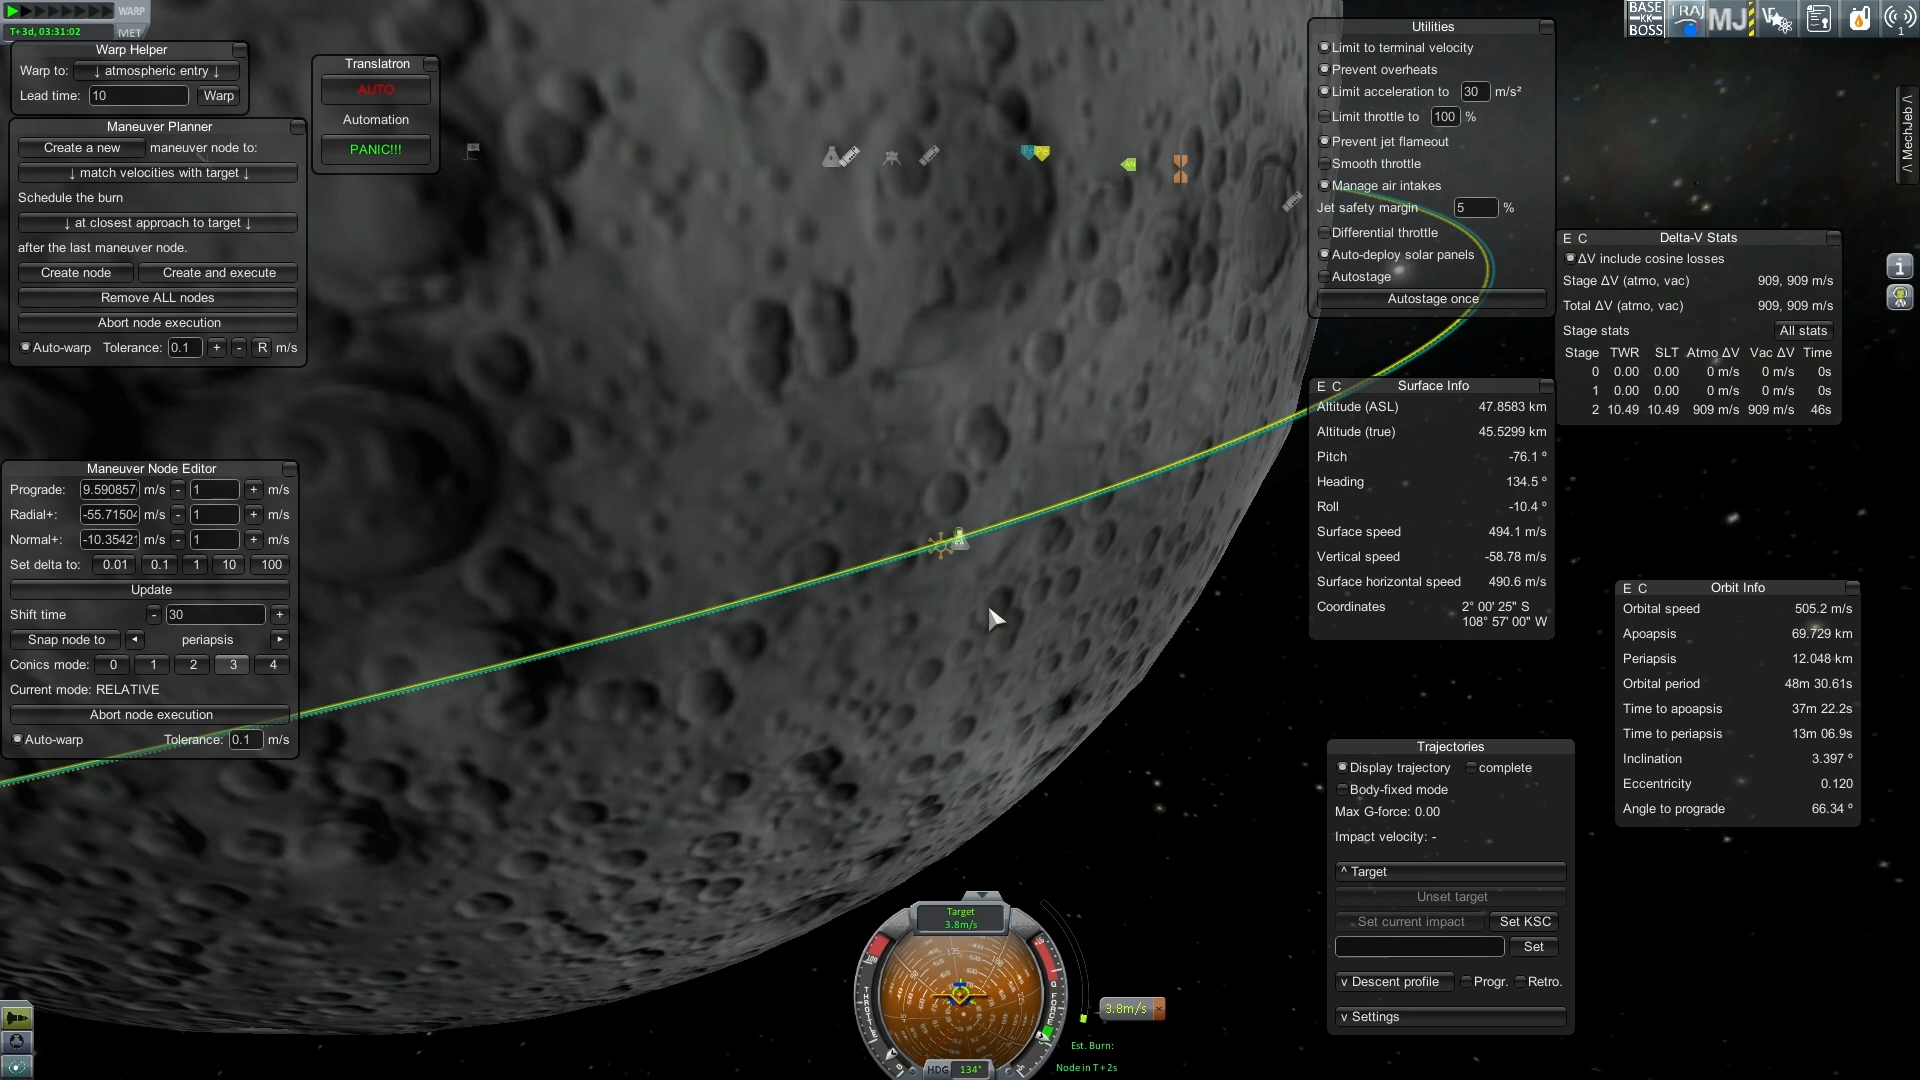 WARP
T+3d, 03:31:02
MET
Warp Helper
Warp to: ↓ atmospheric entry ↓
Lead time: 10 Warp
Maneuver Planner
Create a new maneuver node to:
↓ match velocities with target ↓
Schedule the burn
↓ at closest approach to target ↓
after the last maneuver node.
Create node Create and execute
Remove ALL nodes
Abort node execution
Auto-warp Tolerance: 0.1 + - R m/s
Translatron
AUTO
Automation
PANIC!!!
Maneuver Node Editor
Prograde: 9.590857 m/s - 1 + m/s
Radial+: -55.71504 m/s - 1 + m/s
Normal+: -10.35421 m/s - 1 + m/s
Set delta to: 0.01 0.1 1 10 100
Update
Shift time - 30 +
Snap node to ◄ periapsis ►
Conics mode: 0 1 2 3 4
Current mode: RELATIVE
Abort node execution
Auto-warp Tolerance: 0.1 m/s
Pe Pe AN
Utilities
Limit to terminal velocity
Prevent overheats
Limit acceleration to 30 m/s²
Limit throttle to 100 %
Prevent jet flameout
Smooth throttle
Manage air intakes
Jet safety margin 5 %
Differential throttle
Auto-deploy solar panels
Autostage
Autostage once
BASE KK BOSS
TRAJ
MJ
1
\/ MechJeb \/
E C Delta-V Stats
ΔV include cosine losses
Stage ΔV (atmo, vac) 909, 909 m/s
Total ΔV (atmo, vac) 909, 909 m/s
Stage stats All stats
Stage TWR SLT Atmo ΔV Vac ΔV Time
0 0.00 0.00 0 m/s 0 m/s 0s
1 0.00 0.00 0 m/s 0 m/s 0s
2 10.49 10.49 909 m/s 909 m/s 46s
E C Surface Info
Altitude (ASL) 47.8583 km
Altitude (true) 45.5299 km
Pitch -76.1 º
Heading 134.5 º
Roll -10.4 º
Surface speed 494.1 m/s
Vertical speed -58.78 m/s
Surface horizontal speed 490.6 m/s
Coordinates 2° 00' 25" S
108° 57' 00" W
E C Orbit Info
Orbital speed 505.2 m/s
Apoapsis 69.729 km
Periapsis 12.048 km
Orbital period 48m 30.61s
Time to apoapsis 37m 22.2s
Time to periapsis 13m 06.9s
Inclination 3.397 º
Eccentricity 0.120
Angle to prograde 66.34 º
Trajectories
Display trajectory complete
Body-fixed mode
Max G-force: 0.00
Impact velocity: -
^ Target
Unset target
Set current impact Set KSC
Set
v Descent profile Progr. Retro.
v Settings
Target
3.8m/s
THROTTLE
G FORCE
HDG 134°
3.8m/s
Est. Burn:
Node in T + 2s